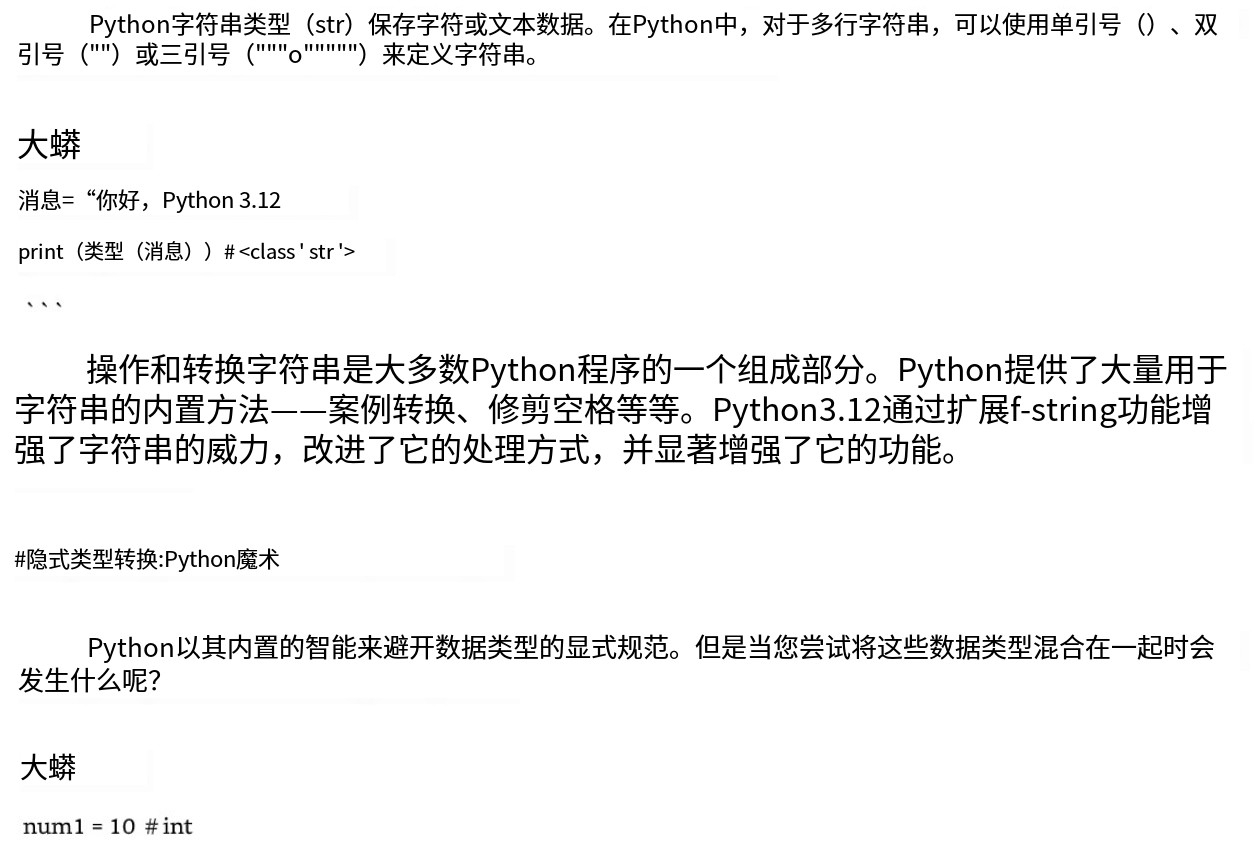 Python字符串类型（str）保存字符或文本数据。在Python中，对于多行字符串，可以使用单引号（）、双
引号（""）或三引号（"""o"""""）来定义字符串。
大蟒
消息=“你好，Python 3.12
print（类型（消息））# <class ' str '>
```
操作和转换字符串是大多数Python程序的一个组成部分。Python提供了大量用于
字符串的内置方法——案例转换、修剪空格等等。Python3.12通过扩展f-string功能增
强了字符串的威力，改进了它的处理方式，并显著增强了它的功能。
#隐式类型转换:Python魔术
Python以其内置的智能来避开数据类型的显式规范。但是当您尝试将这些数据类型混合在一起时会
发生什么呢?
大蟒
num1 = 10 # int